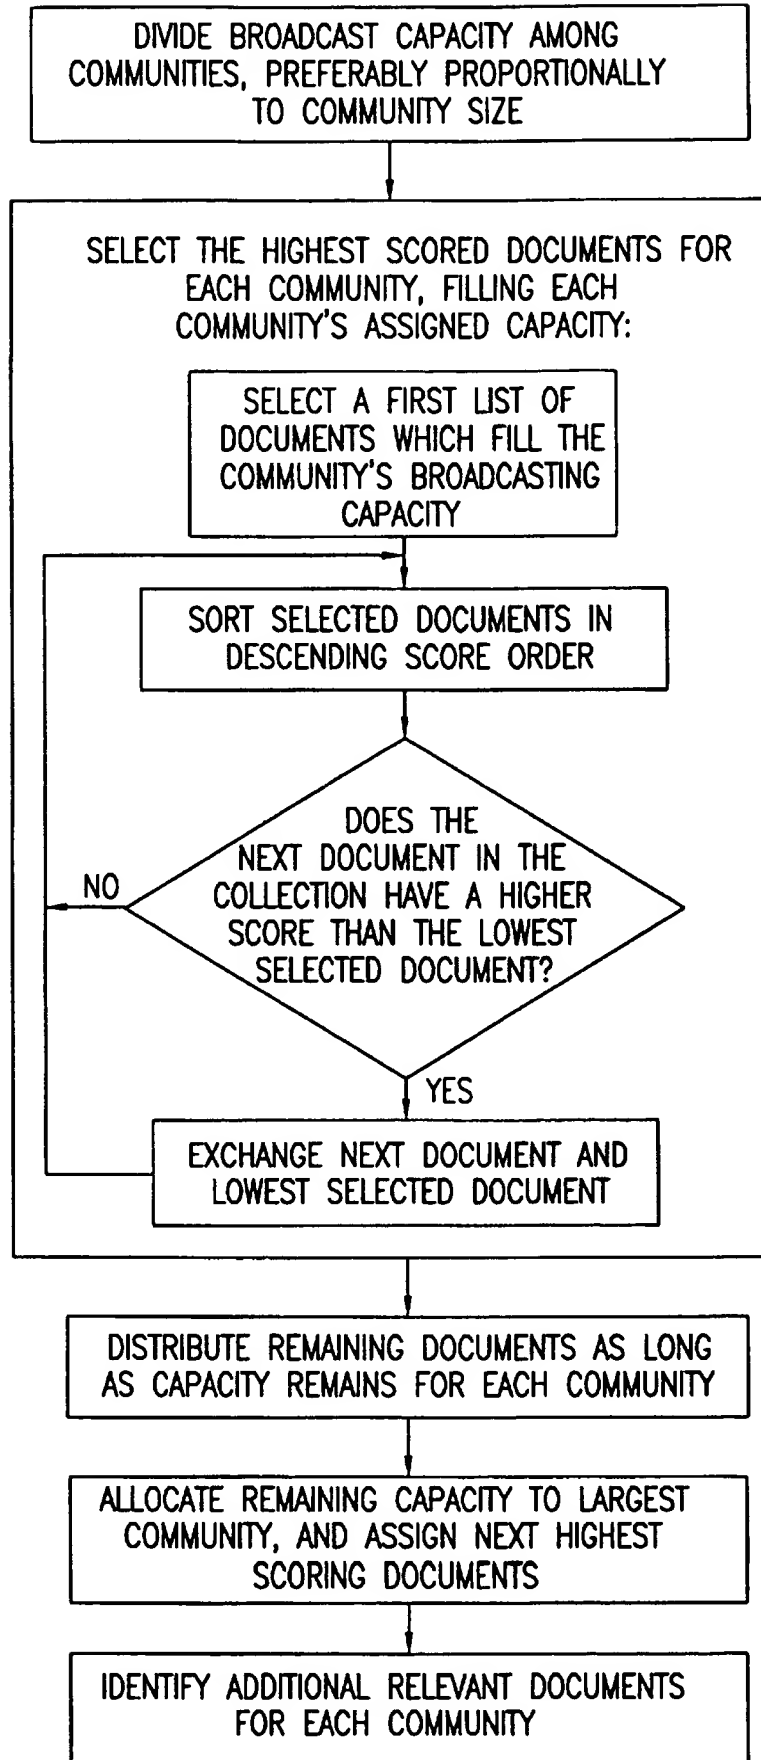 DIVIDE BROADCAST CAPACITY AMONG
COMMUNITIES, PREFERABLY PROPORTIONALLY
TO COMMUNITY SIZE
SELECT THE HIGHEST SCORED DOCUMENTS FOR
EACH COMMUNITY, FILLING EACH
COMMUNITY'S ASSIGNED CAPACITY:
SELECT A FIRST LIST OF
DOCUMENTS WHICH FILL THE
COMMUNITY'S BROADCASTING
CAPACITY
SORT SELECTED DOCUMENTS IN
DESCENDING SCORE ORDER
DOES THE
NEXT DOCUMENT IN THE
COLLECTION HAVE A HIGHER
SCORE THAN THE LOWEST
SELECTED DOCUMENT?
NO
YES
EXCHANGE NEXT DOCUMENT AND
LOWEST SELECTED DOCUMENT
DISTRIBUTE REMAINING DOCUMENTS AS LONG
AS CAPACITY REMAINS FOR EACH COMMUNITY
ALLOCATE REMAINING CAPACITY TO LARGEST
COMMUNITY, AND ASSIGN NEXT HIGHEST
SCORING DOCUMENTS
IDENTIFY ADDITIONAL RELEVANT DOCUMENTS
FOR EACH COMMUNITY